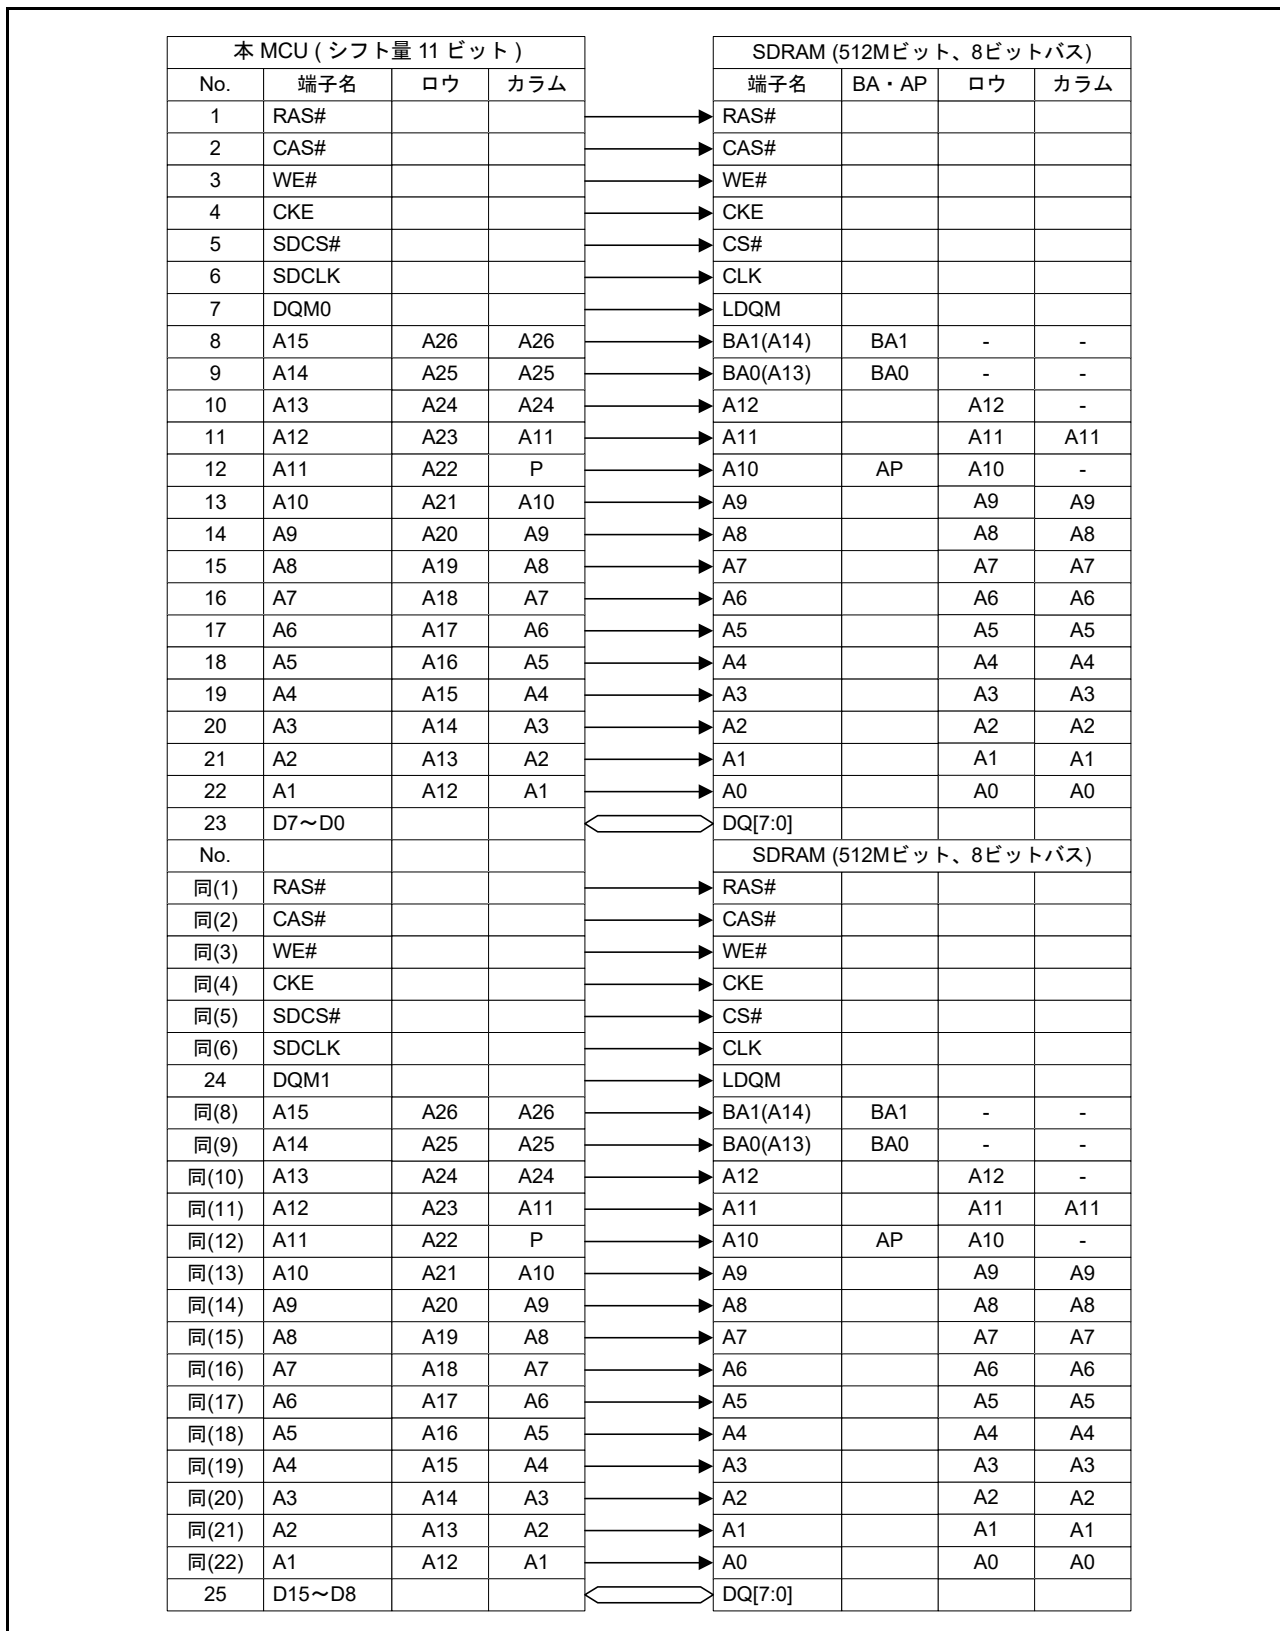 本 MCU ( シフト量 11 ビット ) SDRAM (512Mビット、8ビットバス)
No. 端子名 ロウ カラム 端子名 BA・AP ロウ カラム
1 RAS# RAS#
2 CAS# CAS#
3 WE# WE#
4 CKE CKE
5 SDCS# CS#
6 SDCLK CLK
7 DQM0 LDQM
8 A15 A26 A26 BA1(A14) BA1 - -
9 A14 A25 A25 BA0(A13) BA0 - -
10 A13 A24 A24 A12 A12 -
11 A12 A23 A11 A11 A11 A11
12 A11 A22 P A10 AP A10 -
13 A10 A21 A10 A9 A9 A9
14 A9 A20 A9 A8 A8 A8
15 A8 A19 A8 A7 A7 A7
16 A7 A18 A7 A6 A6 A6
17 A6 A17 A6 A5 A5 A5
18 A5 A16 A5 A4 A4 A4
19 A4 A15 A4 A3 A3 A3
20 A3 A14 A3 A2 A2 A2
21 A2 A13 A2 A1 A1 A1
22 A1 A12 A1 A0 A0 A0
23 D7～D0 DQ[7:0]
No. SDRAM (512Mビット、8ビットバス)
同(1) RAS# RAS#
同(2) CAS# CAS#
同(3) WE# WE#
同(4) CKE CKE
同(5) SDCS# CS#
同(6) SDCLK CLK
24 DQM1 LDQM
同(8) A15 A26 A26 BA1(A14) BA1 - -
同(9) A14 A25 A25 BA0(A13) BA0 - -
同(10) A13 A24 A24 A12 A12 -
同(11) A12 A23 A11 A11 A11 A11
同(12) A11 A22 P A10 AP A10 -
同(13) A10 A21 A10 A9 A9 A9
同(14) A9 A20 A9 A8 A8 A8
同(15) A8 A19 A8 A7 A7 A7
同(16) A7 A18 A7 A6 A6 A6
同(17) A6 A17 A6 A5 A5 A5
同(18) A5 A16 A5 A4 A4 A4
同(19) A4 A15 A4 A3 A3 A3
同(20) A3 A14 A3 A2 A2 A2
同(21) A2 A13 A2 A1 A1 A1
同(22) A1 A12 A1 A0 A0 A0
25 D15～D8 DQ[7:0]